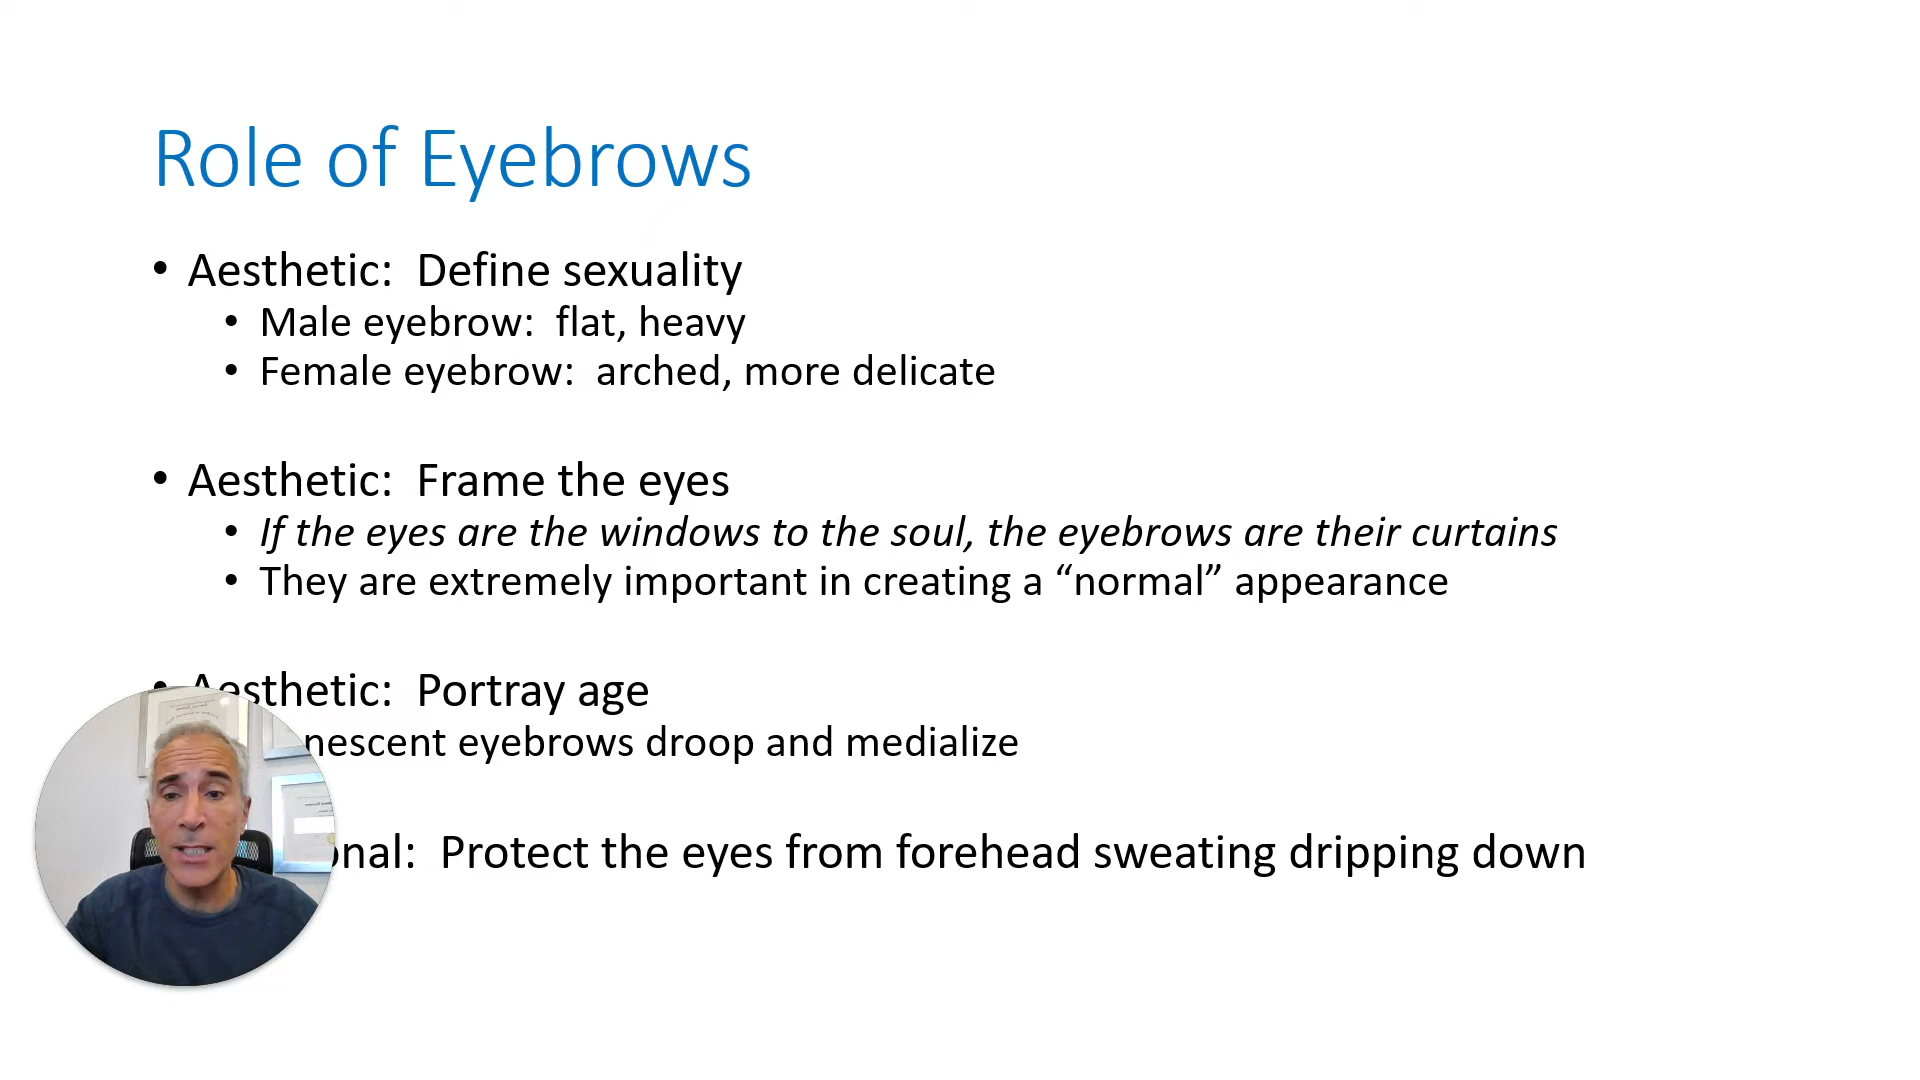 Role of Eyebrows
• Aesthetic:  Define sexuality
• Male eyebrow:  flat, heavy
• Female eyebrow:  arched, more delicate
• Aesthetic:  Frame the eyes
• If the eyes are the windows to the soul, the eyebrows are their curtains
• They are extremely important in creating a “normal” appearance
• Aesthetic:  Portray age
eyebrows droop and medialize
Protect the eyes from forehead sweating dripping down